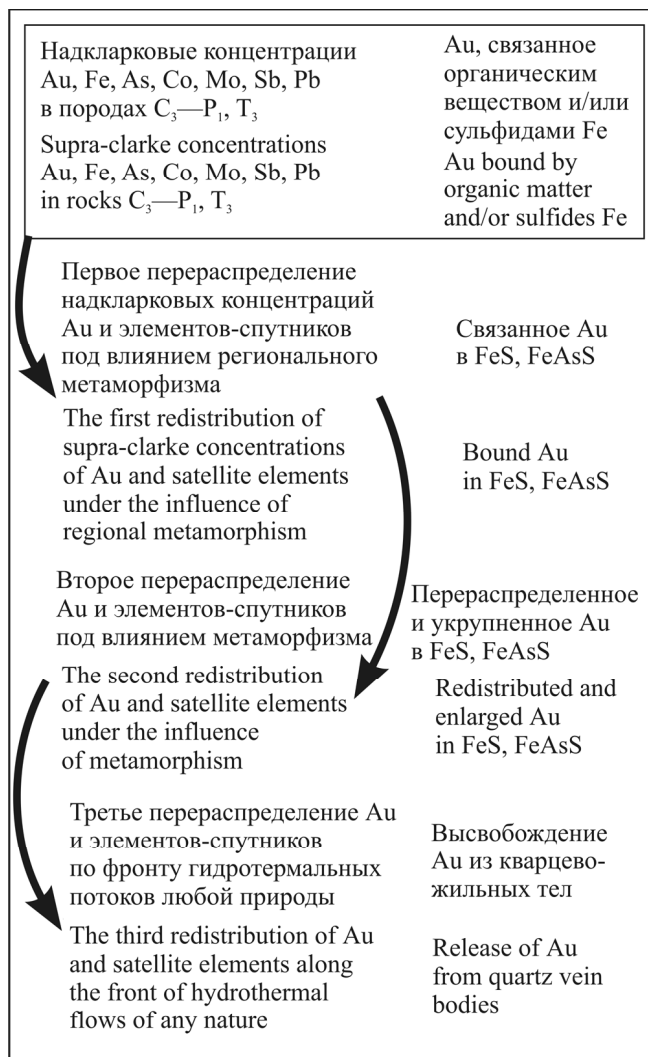 Надкларковые концентрации
Au, Fe, As, Co, Mo, Sb, Pb
в породах C₃—P₁, T₃
Supra-clarke concentrations
Au, Fe, As, Co, Mo, Sb, Pb
in rocks C₃—P₁, T₃
Au, связанное
органическим
веществом и/или
сульфидами Fe
Au bound by
organic matter
and/or sulfides Fe
Первое перераспределение
надкларковых концентраций
Au и элементов-спутников
под влиянием регионального
метаморфизма
The first redistribution of
supra-clarke concentrations
of Au and satellite elements
under the influence of
regional metamorphism
Связанное Au
в FeS, FeAsS
Bound Au
in FeS, FeAsS
Второе перераспределение
Au и элементов-спутников
под влиянием метаморфизма
The second redistribution
of Au and satellite elements
under the influence
of metamorphism
Перераспределенное
и укрупненное Au
в FeS, FeAsS
Redistributed and
enlarged Au
in FeS, FeAsS
Третье перераспределение Au
и элементов-спутников
по фронту гидротермальных
потоков любой природы
The third redistribution of Au
and satellite elements along
the front of hydrothermal
flows of any nature
Высвобождение
Au из кварцево-
жильных тел
Release of Au
from quartz vein
bodies